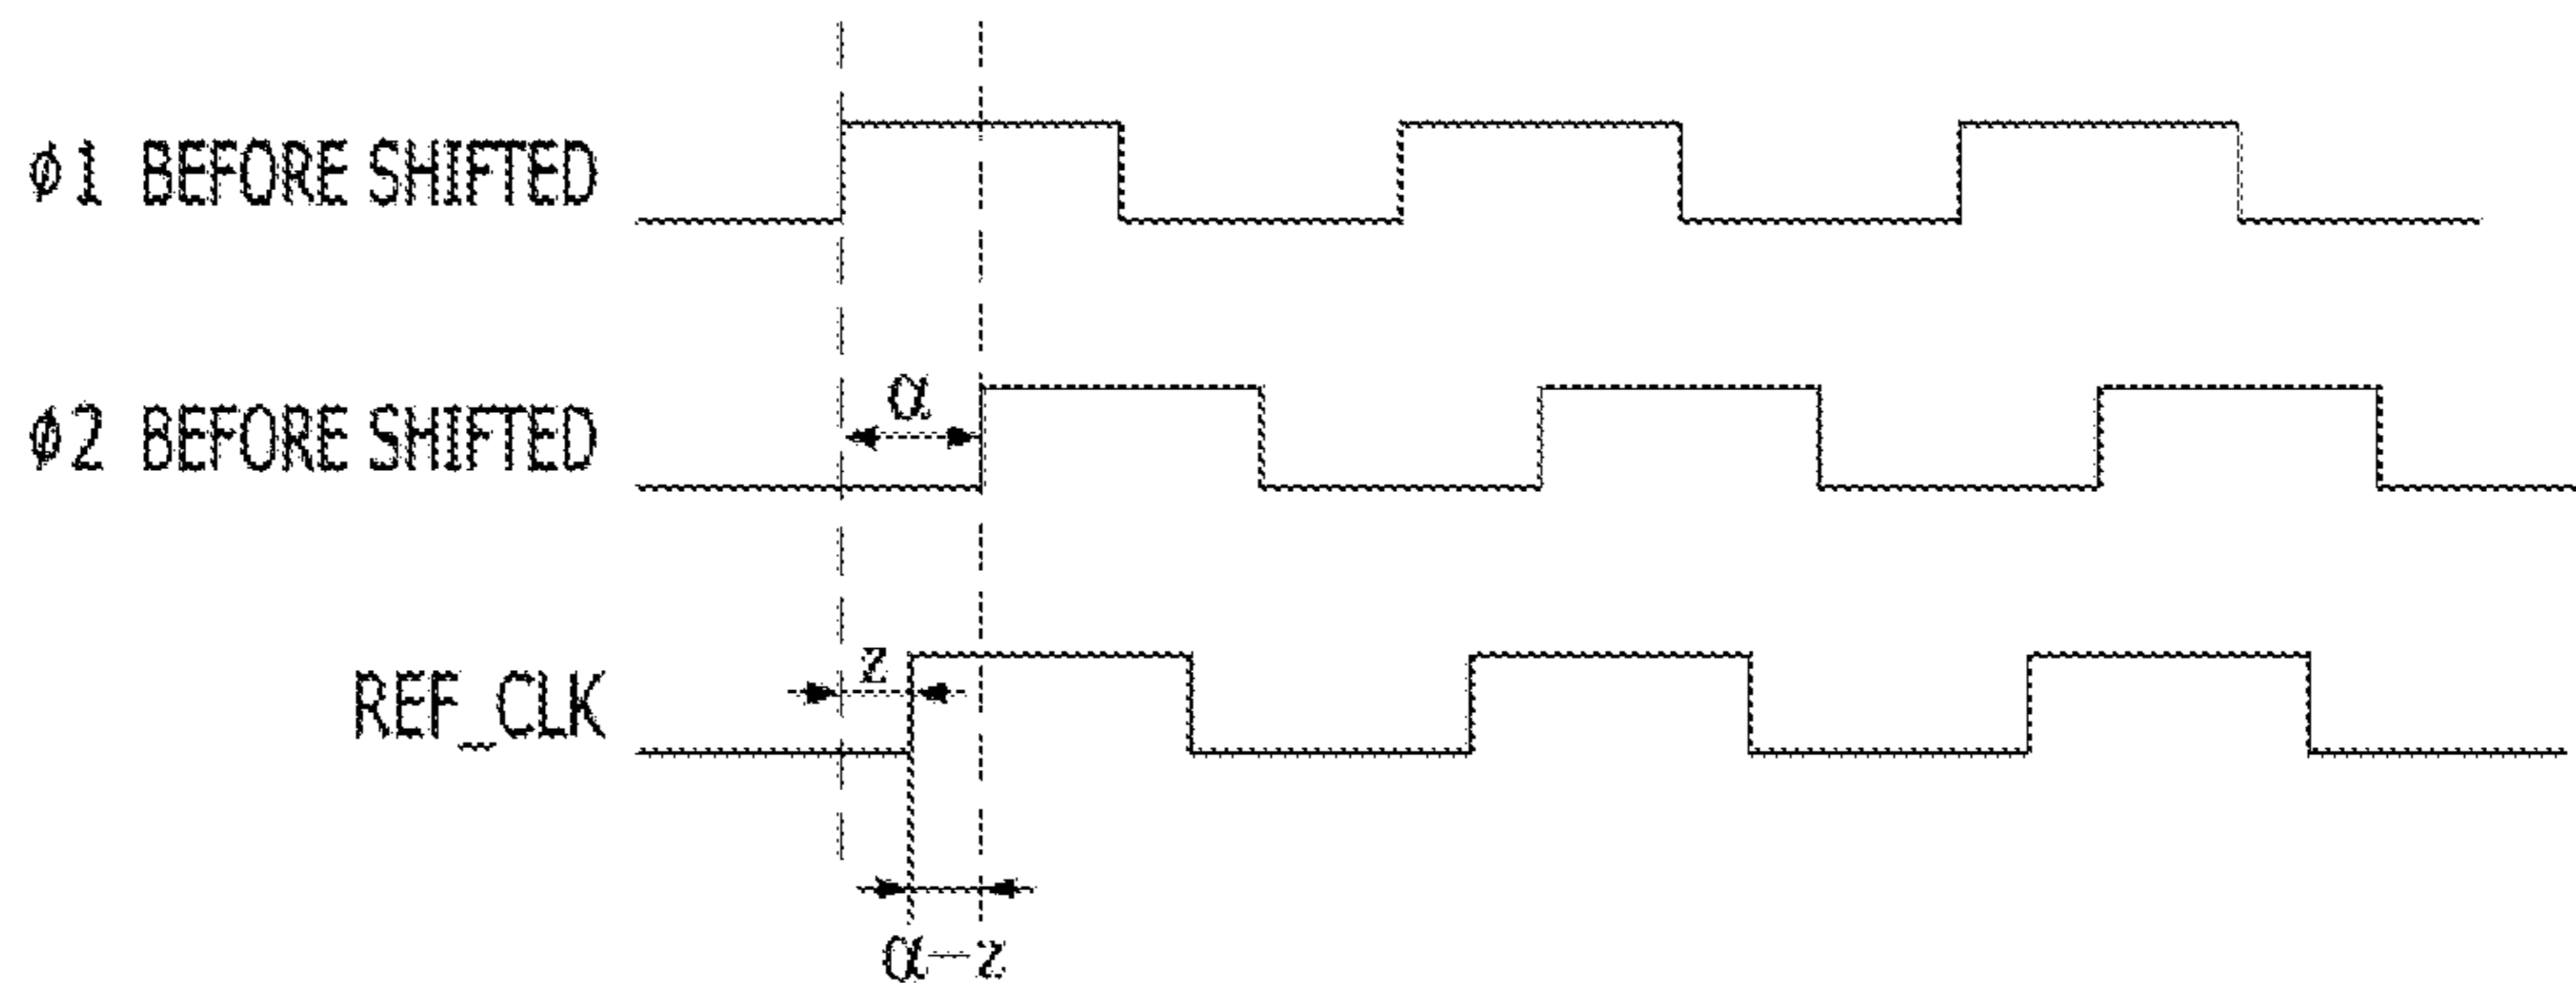 ϕ1 BEFORE SHIFTED
α
ϕ2 BEFORE SHIFTED
z
REF_CLK
α−z